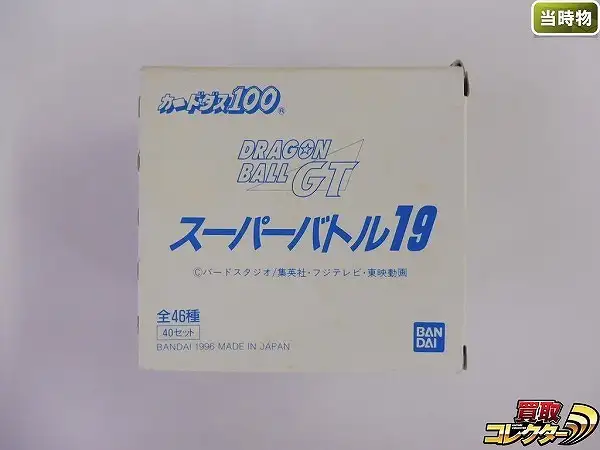 当時物
カードダス100®
DRAGON
BALL GT
スーパーバトル19
©バードスタジオ/集英社・フジテレビ・東映動画
全46種
40セット
BANDAI 1996 MADE IN JAPAN
BAN
DAI
買取
コレクター